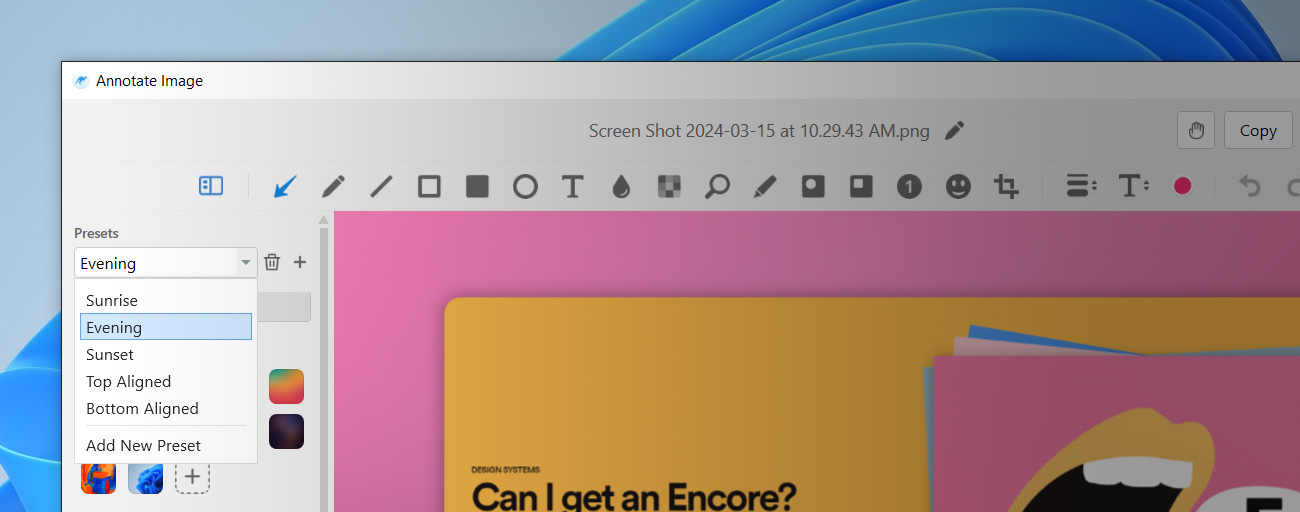 Annotate Image
Screen Shot 2024-03-15 at 10.29.43 AM.png
Copy
T
1
T
Presets
Evening
Sunrise
Evening
Sunset
Top Aligned
Bottom Aligned
Add New Preset
DESIGN SYSTEMS
Can I get an Encore?